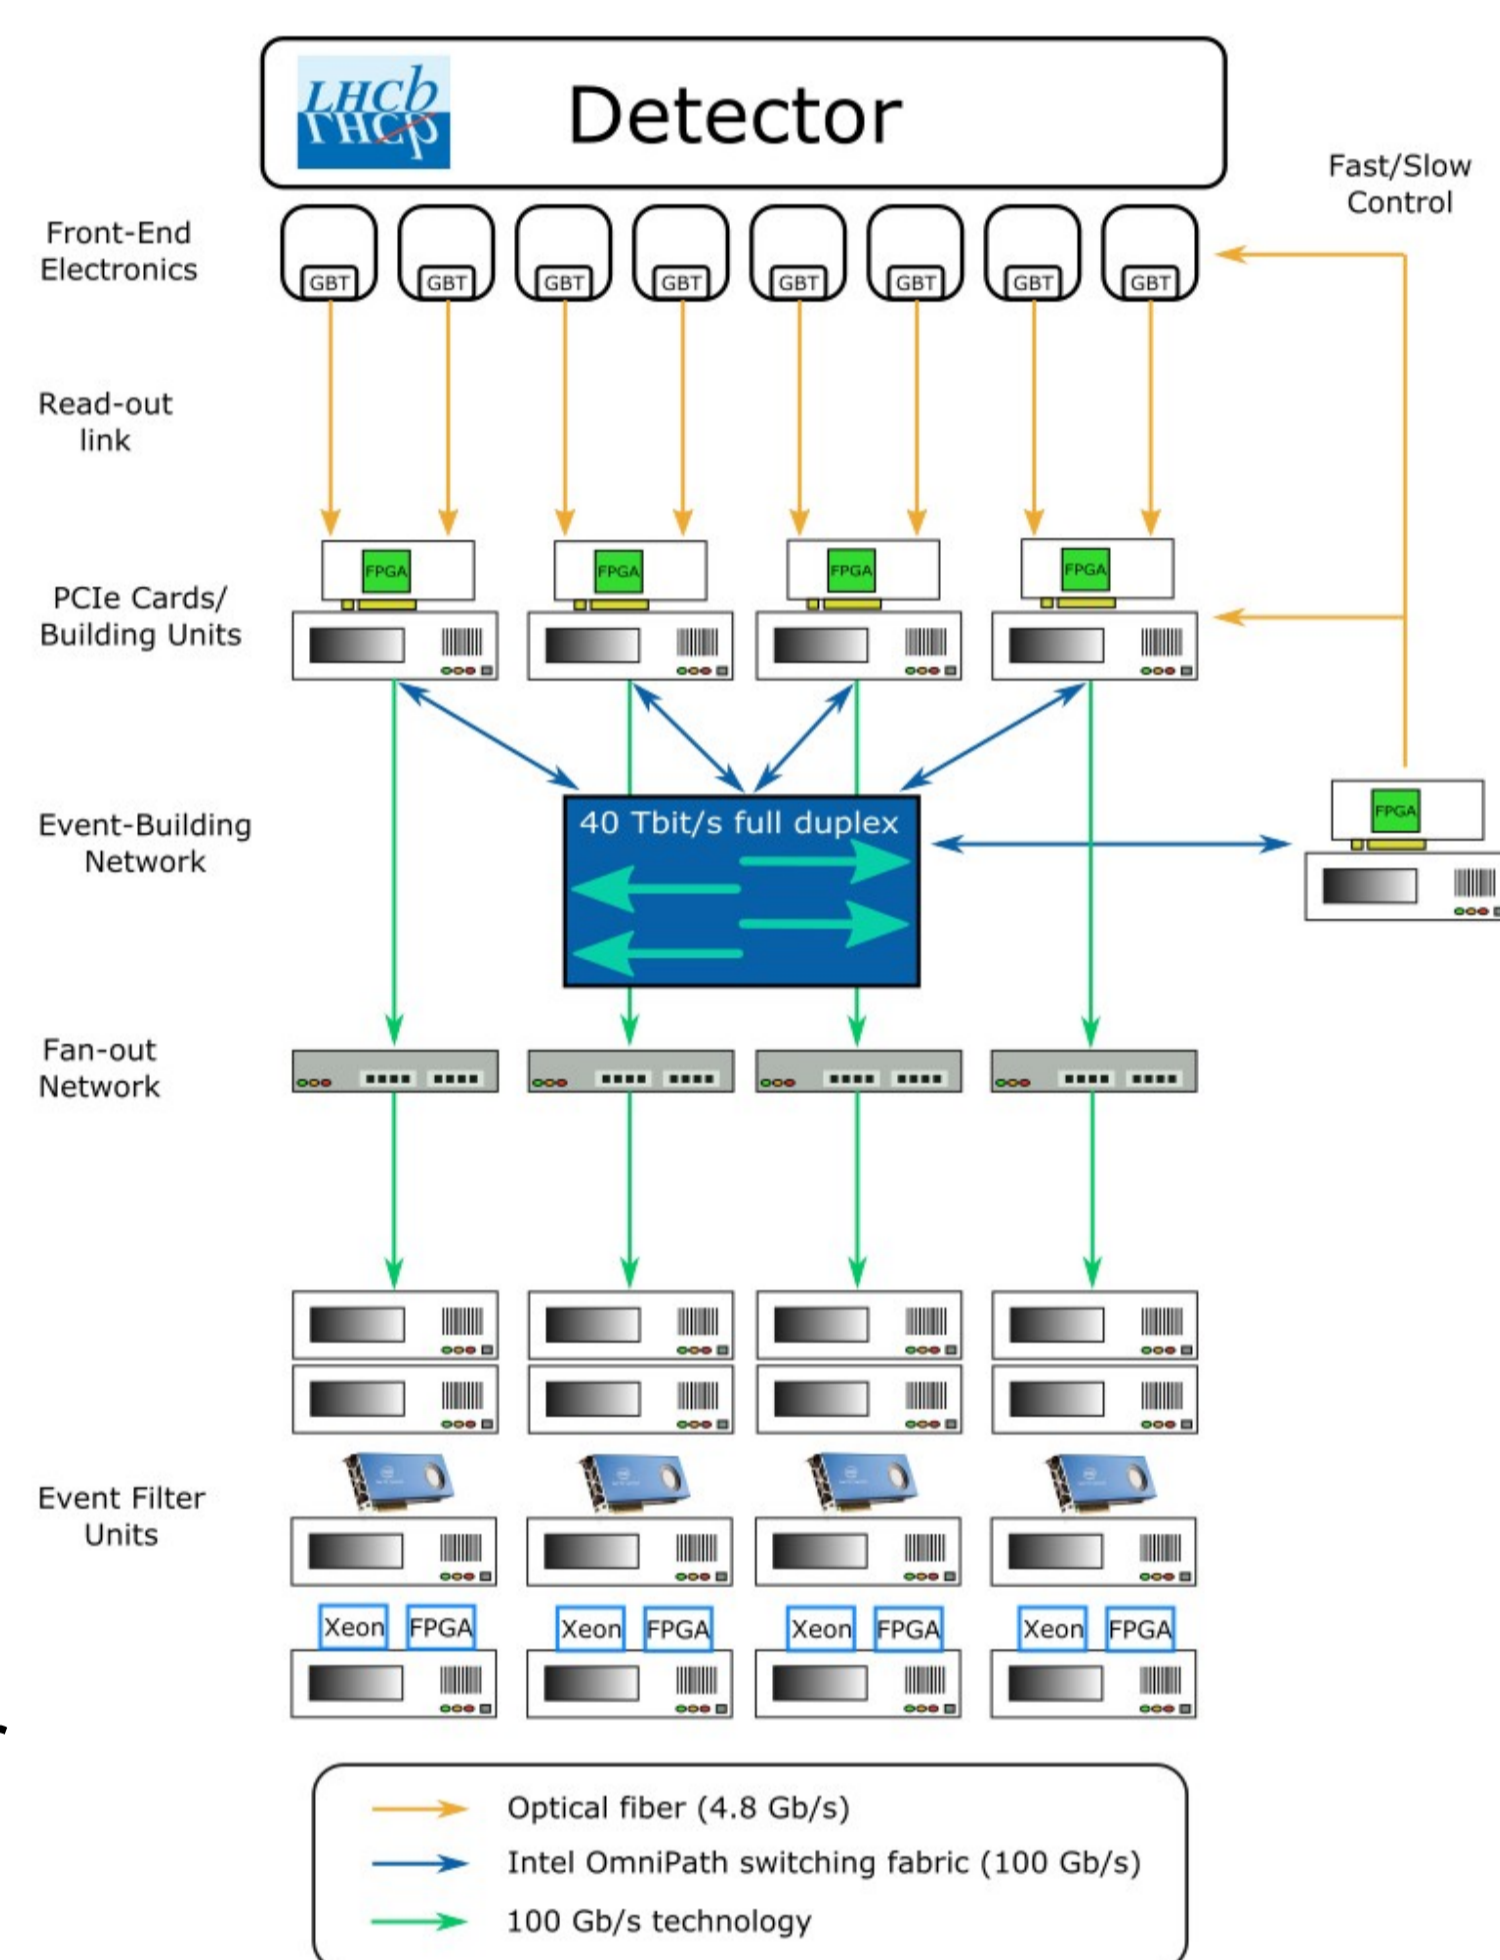 LHCb
LHCb
Detector
Fast/Slow
Control
Front-End
Electronics
GBT GBT GBT GBT GBT GBT GBT GBT
Read-out
link
FPGA FPGA FPGA FPGA
PCIe Cards/
Building Units
Event-Building
Network
40 Tbit/s full duplex
FPGA
Fan-out
Network
Event Filter
Units
Xeon FPGA Xeon FPGA Xeon FPGA Xeon FPGA
Optical fiber (4.8 Gb/s)
Intel OmniPath switching fabric (100 Gb/s)
100 Gb/s technology